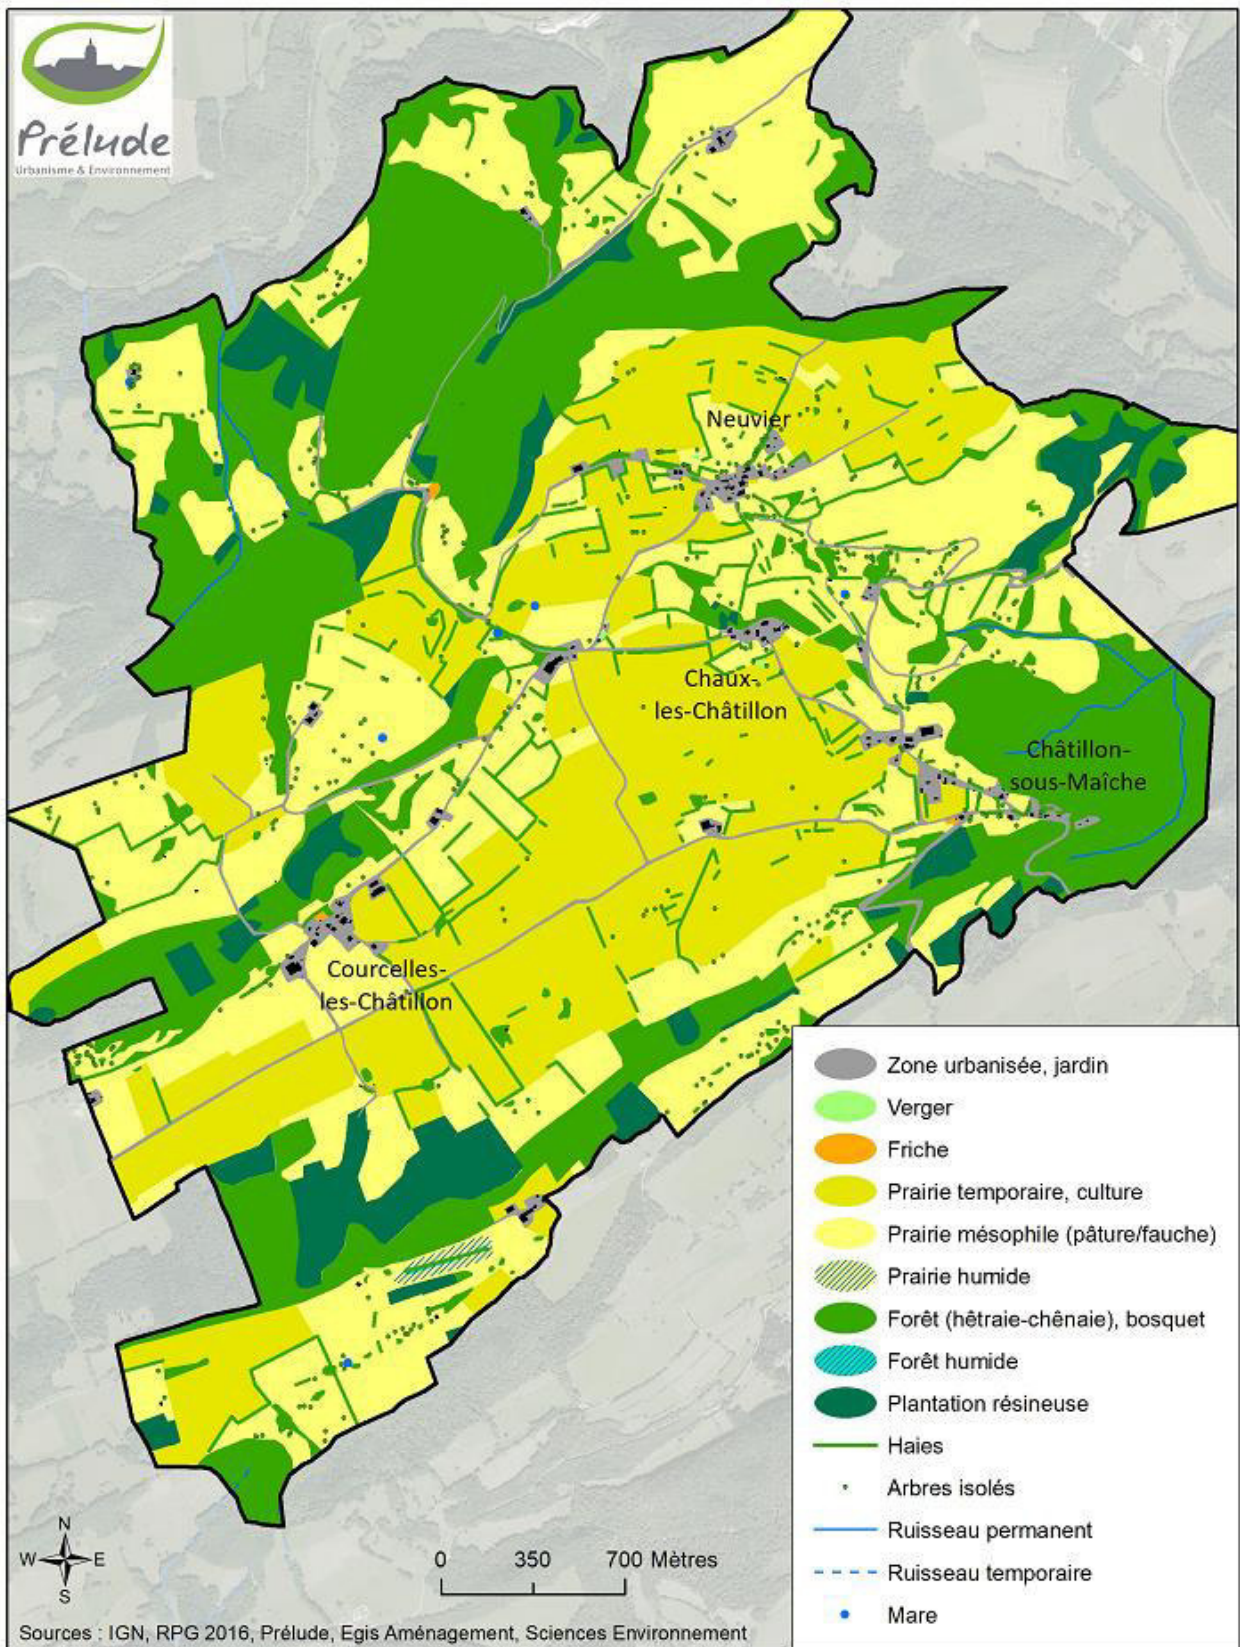 Prélude
Urbanisme & Environnement
Neuvier
Chaux-
les-Châtillon
Châtillon-
sous-Maîche
Courcelles-
les-Châtillon
Zone urbanisée, jardin
Verger
Friche
Prairie temporaire, culture
Prairie mésophile (pâture/fauche)
Prairie humide
Forêt (hêtraie-chênaie), bosquet
Forêt humide
Plantation résineuse
Haies
Arbres isolés
Ruisseau permanent
Ruisseau temporaire
Mare
N
W E
S
0 350 700 Mètres
Sources : IGN, RPG 2016, Prélude, Egis Aménagement, Sciences Environnement